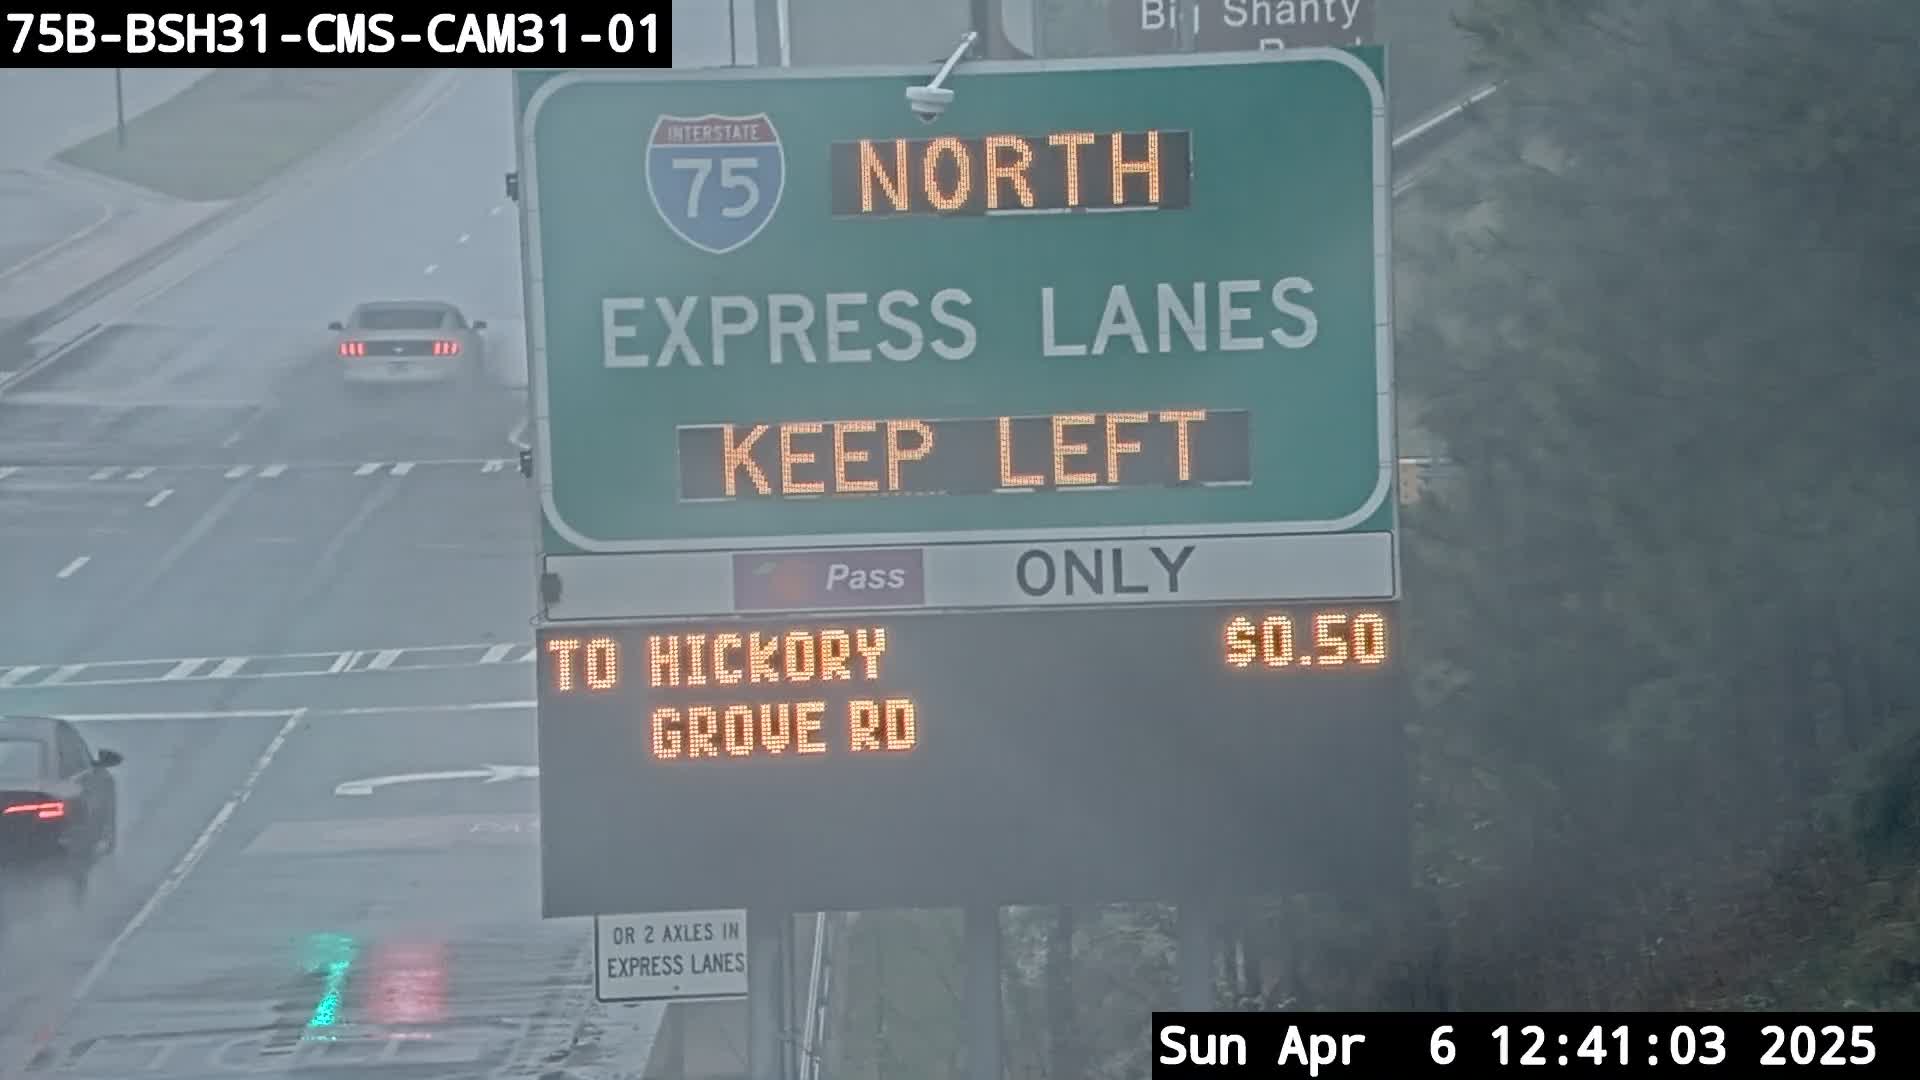 75B-BSH31-CMS-CAM31-01
Big Shanty
INTERSTATE
75
NORTH
EXPRESS LANES
KEEP LEFT
Pass ONLY
TO HICKORY $0.50
GROVE RD
OR 2 AXLES IN
EXPRESS LANES
Sun Apr 6 12:41:03 2025